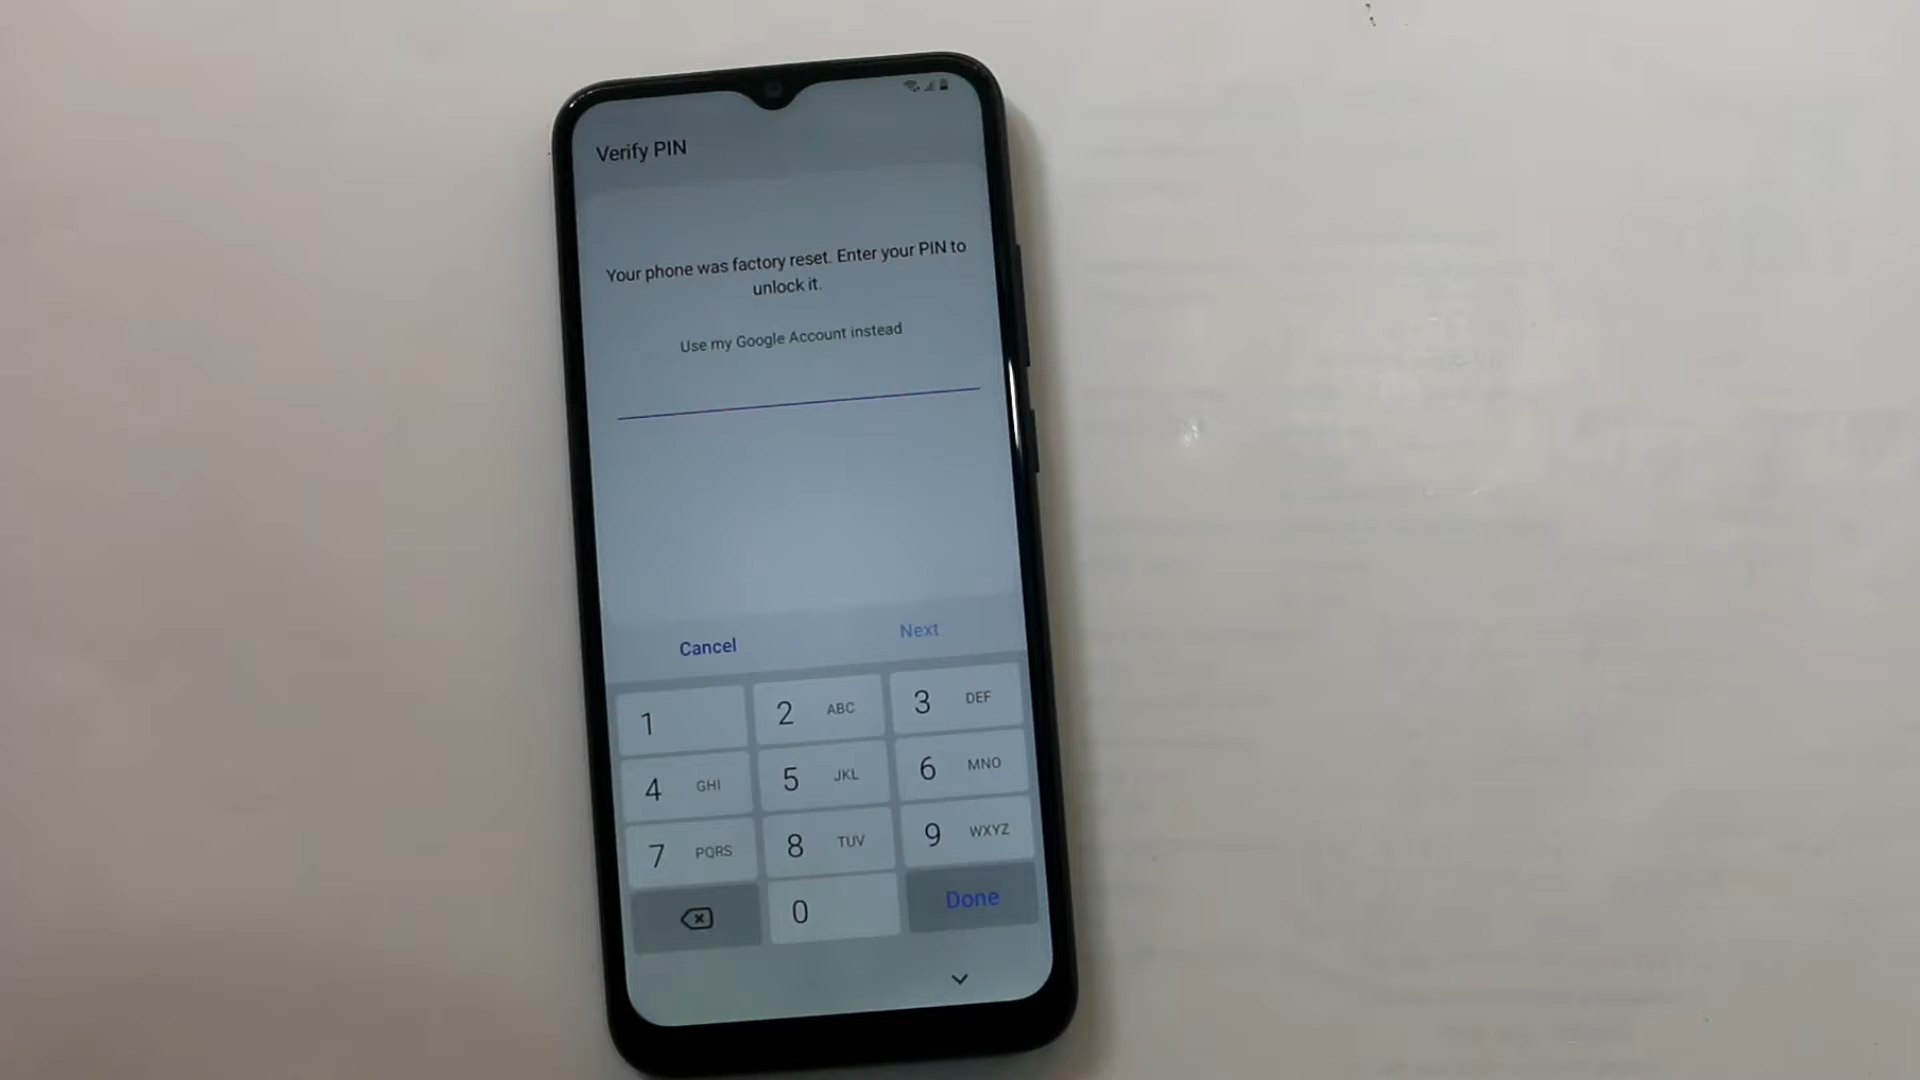 Verify PIN
Your phone was factory reset. Enter your PIN to
unlock it.
Use my Google Account instead
Cancel
Next
1
2 ABC
3 DEF
4 GHI
5 JKL
6 MNO
7 PQRS
8 TUV
9 WXYZ
0
Done